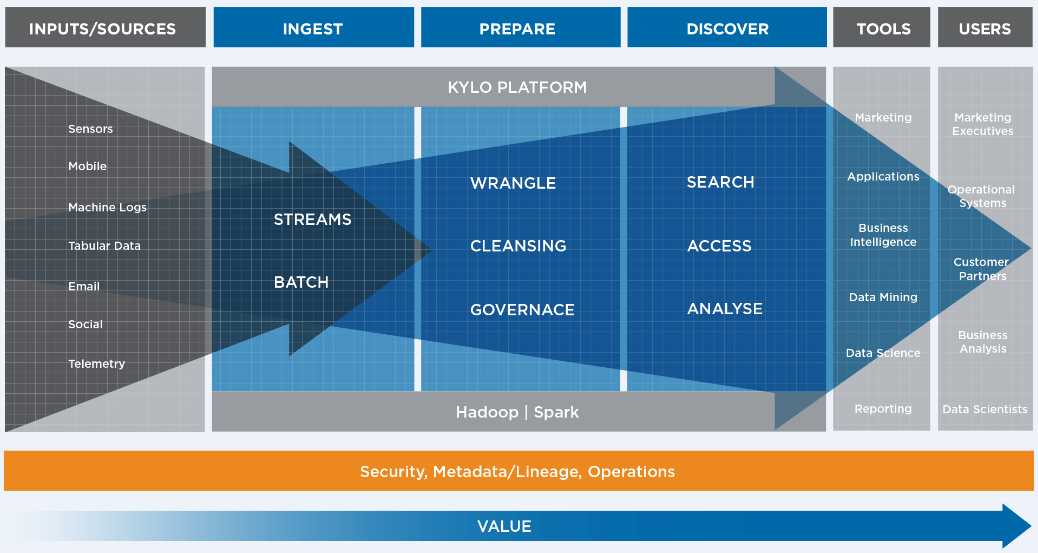 INPUTS/SOURCES
INGEST
PREPARE
DISCOVER
TOOLS
USERS
KYLO PLATFORM
Sensors
Mobile
Machine Logs
Tabular Data
Email
Social
Telemetry
STREAMS
BATCH
WRANGLE
CLEANSING
GOVERNACE
SEARCH
ACCESS
ANALYSE
Marketing
Applications
Business
Intelligence
Data Mining
Data Science
Reporting
Marketing
Executives
Operational
Systems
Customer
Partners
Business
Analysis
Data Scientists
Hadoop | Spark
Security, Metadata/Lineage, Operations
VALUE